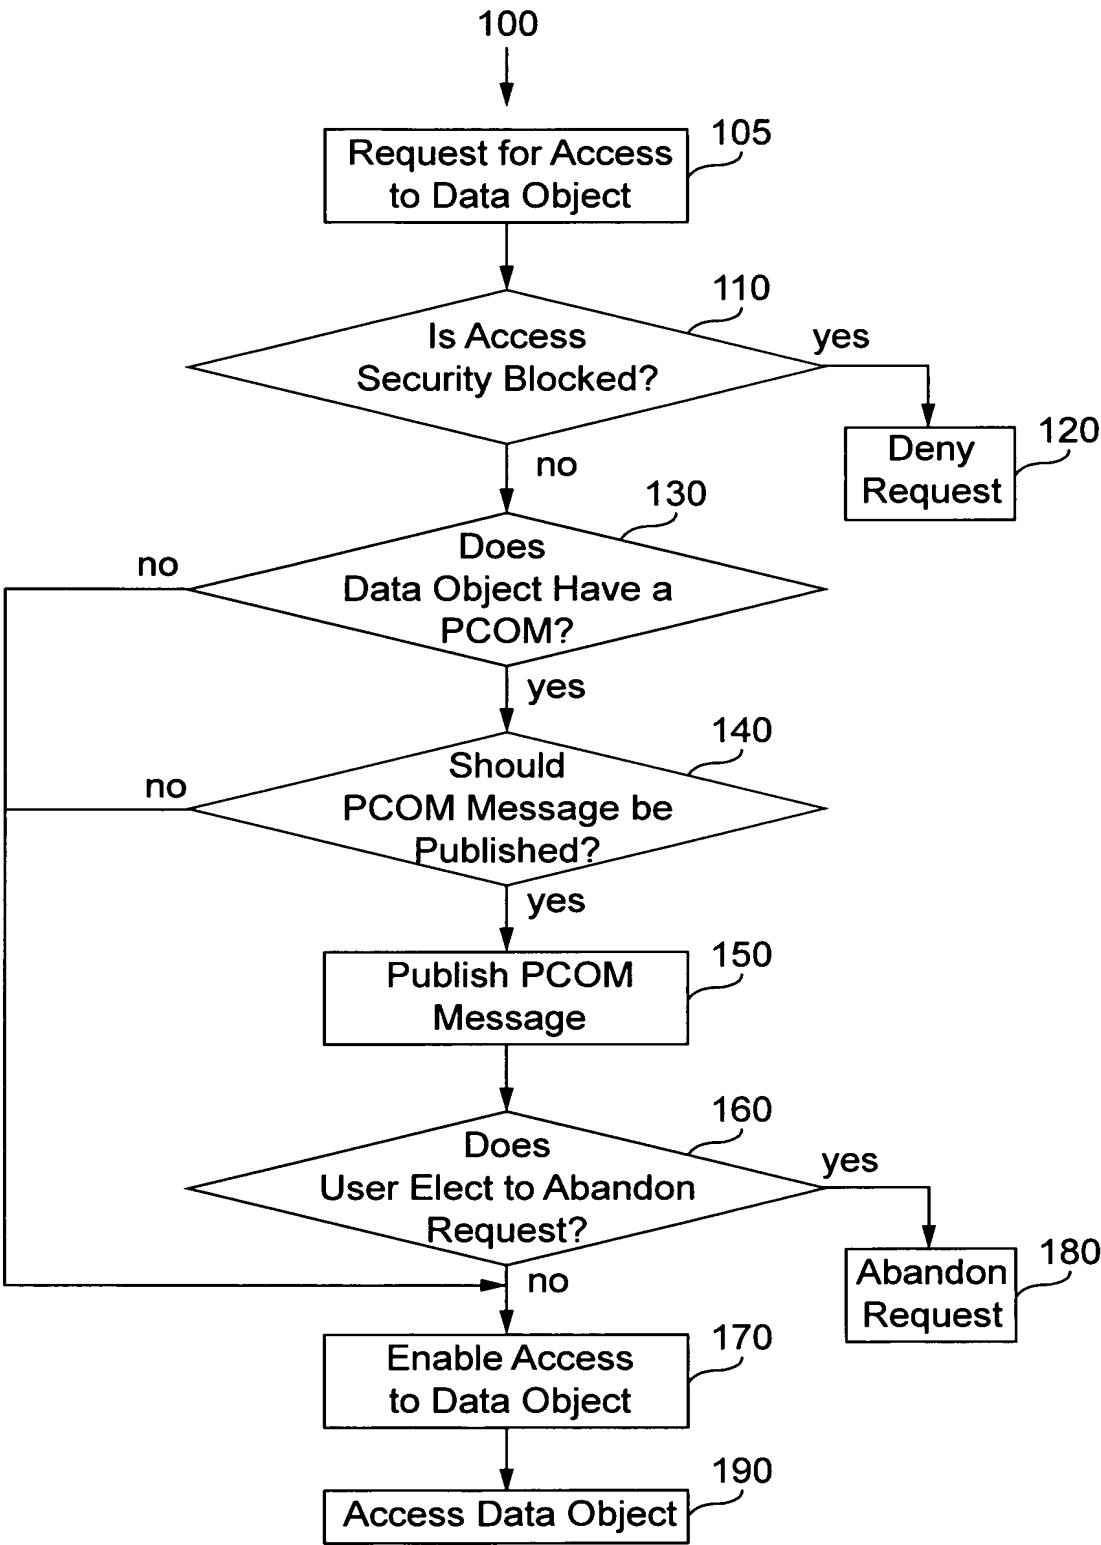 100
105
Request for Access
to Data Object
110
Is Access
Security Blocked?
yes
120
Deny
Request
no
130
Does
Data Object Have a
PCOM?
no
yes
140
Should
PCOM Message be
Published?
no
yes
150
Publish PCOM
Message
160
Does
User Elect to Abandon
Request?
yes
180
Abandon
Request
no
170
Enable Access
to Data Object
190
Access Data Object